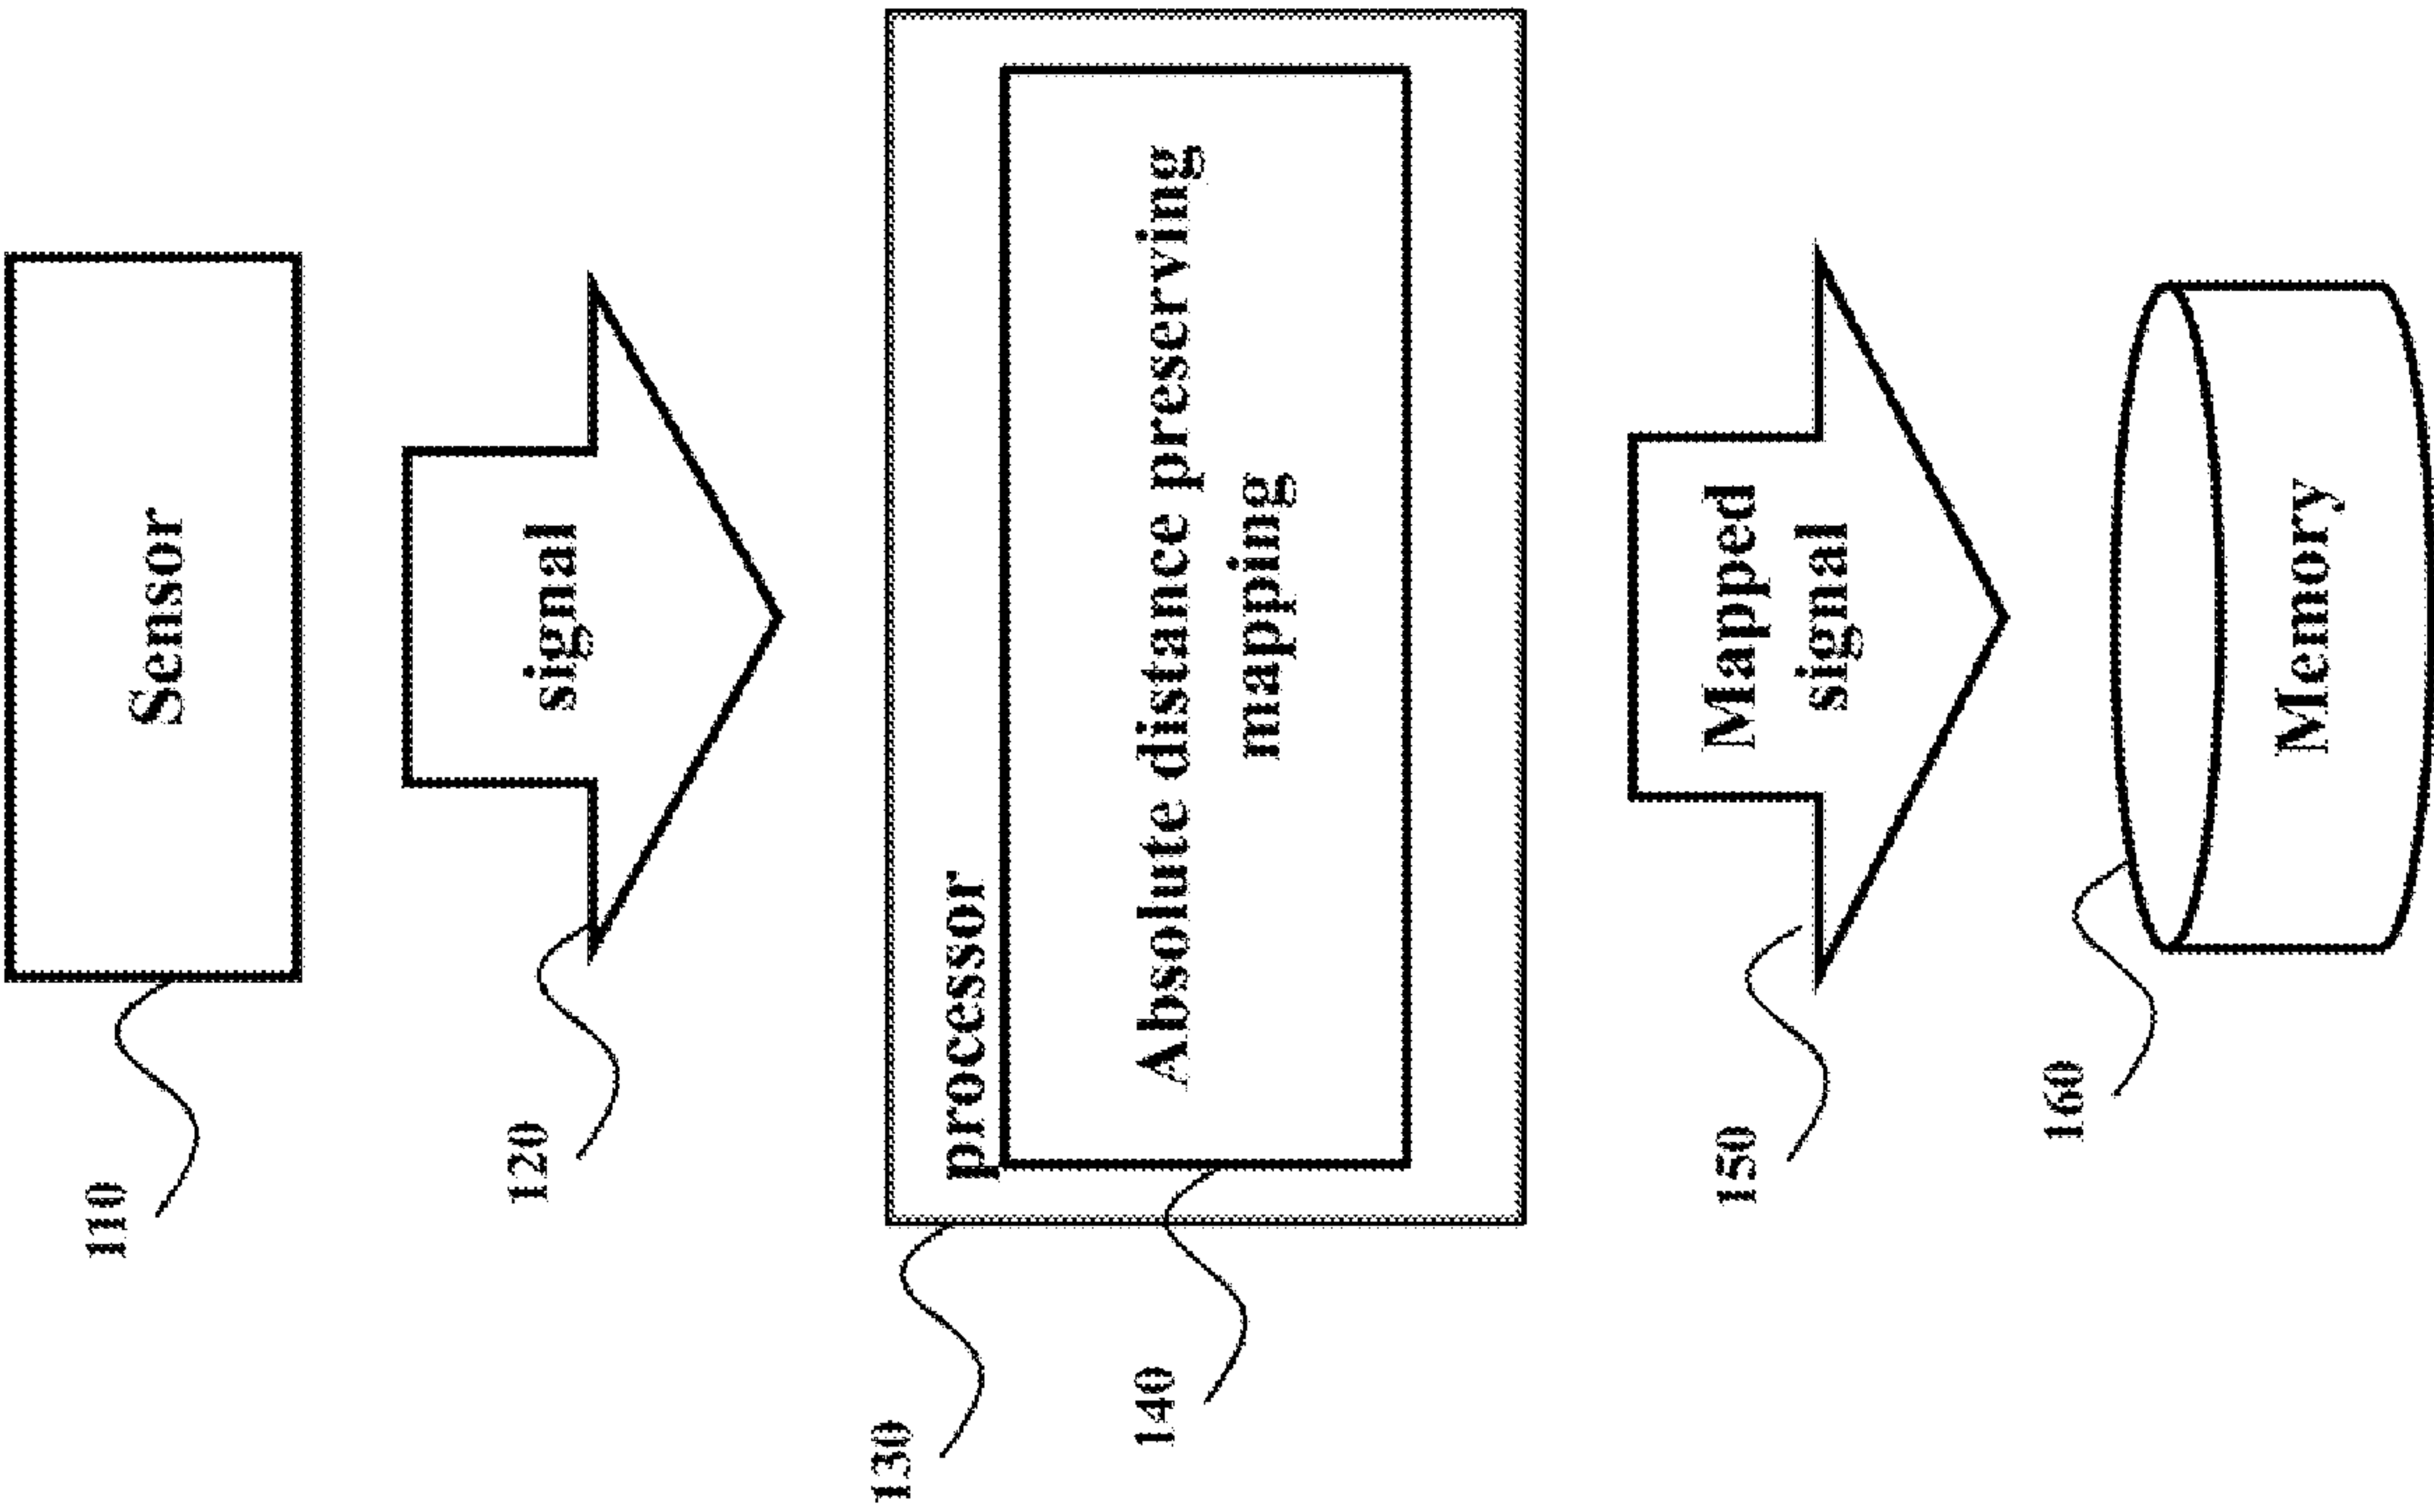 Sensor
110
signal
120
processor
130
Absolute distance preserving
mapping
140
Mapped
signal
150
Memory
160